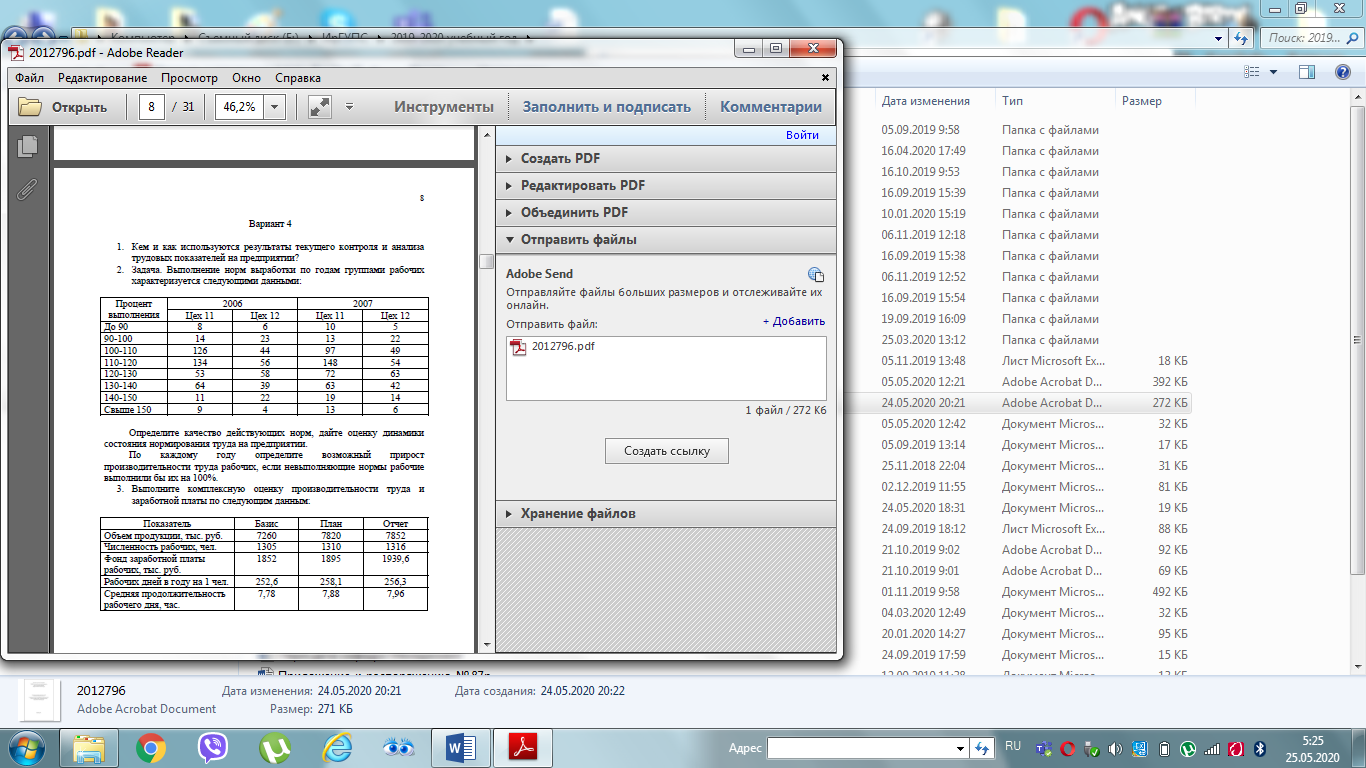 Компьютер ▸ Съемный диск (F:) ▸ ИрГУПС ▸ 2019-2020 учебный год ▸
Поиск: 2019...
2012796.pdf - Adobe Reader
Файл Редактирование Просмотр Окно Справка
Открыть 8 / 31 46,2% Инструменты Заполнить и подписать Комментарии
Войти
Создать PDF
Редактировать PDF
Объединить PDF
Отправить файлы
Adobe Send
Отправляйте файлы больших размеров и отслеживайте их
онлайн.
Отправить файл: + Добавить
2012796.pdf
1 файл / 272 Кб
Создать ссылку
Хранение файлов
8
Вариант 4
1. Кем и как используются результаты текущего контроля и анализа
трудовых показателей на предприятии?
2. Задача. Выполнение норм выработки по годам группами рабочих
характеризуется следующими данными:
Процент выполнения 2006 2007
Цех 11 Цех 12 Цех 11 Цех 12
До 90 8 6 10 5
90-100 14 23 13 22
100-110 126 44 97 49
110-120 134 56 148 54
120-130 53 58 72 63
130-140 64 39 63 42
140-150 11 22 19 14
Свыше 150 9 4 13 6
Определите качество действующих норм, дайте оценку динамики
состояния нормирования труда на предприятии.
По каждому году определите возможный прирост
производительности труда рабочих, если невыполняющие нормы рабочие
выполнили бы их на 100%.
3. Выполните комплексную оценку производительности труда и
заработной платы по следующим данным:
Показатель Базис План Отчет
Объем продукции, тыс. руб. 7260 7820 7852
Численность рабочих, чел. 1305 1310 1316
Фонд заработной платы 1852 1895 1939,6
рабочих, тыс. руб.
Рабочих дней в году на 1 чел. 252,6 258,1 256,3
Средняя продолжительность 7,78 7,88 7,96
рабочего дня, час.
Дата изменения Тип Размер
05.09.2019 9:58 Папка с файлами
16.04.2020 17:49 Папка с файлами
16.10.2019 9:53 Папка с файлами
16.09.2019 15:39 Папка с файлами
10.01.2020 15:19 Папка с файлами
06.11.2019 12:18 Папка с файлами
16.09.2019 15:38 Папка с файлами
06.11.2019 12:52 Папка с файлами
16.09.2019 15:54 Папка с файлами
19.09.2019 16:09 Папка с файлами
25.03.2020 13:12 Папка с файлами
05.11.2019 13:48 Лист Microsoft Ex... 18 КБ
05.05.2020 12:21 Adobe Acrobat D... 392 КБ
24.05.2020 20:21 Adobe Acrobat D... 272 КБ
05.05.2020 12:42 Документ Micros... 32 КБ
05.09.2019 13:14 Документ Micros... 17 КБ
25.11.2018 22:04 Документ Micros... 31 КБ
02.12.2019 11:55 Документ Micros... 81 КБ
24.05.2020 18:31 Документ Micros... 19 КБ
24.09.2019 18:12 Лист Microsoft Ex... 88 КБ
21.10.2019 9:02 Adobe Acrobat D... 92 КБ
21.10.2019 9:01 Adobe Acrobat D... 69 КБ
01.11.2019 9:58 Документ Micros... 492 КБ
04.03.2020 12:49 Документ Micros... 32 КБ
20.01.2020 14:27 Документ Micros... 95 КБ
24.09.2019 17:59 Документ Micros... 15 КБ
2012796 Дата изменения: 24.05.2020 20:21 Дата создания: 24.05.2020 20:22
Adobe Acrobat Document Размер: 271 КБ
Адрес RU 5:25
25.05.2020